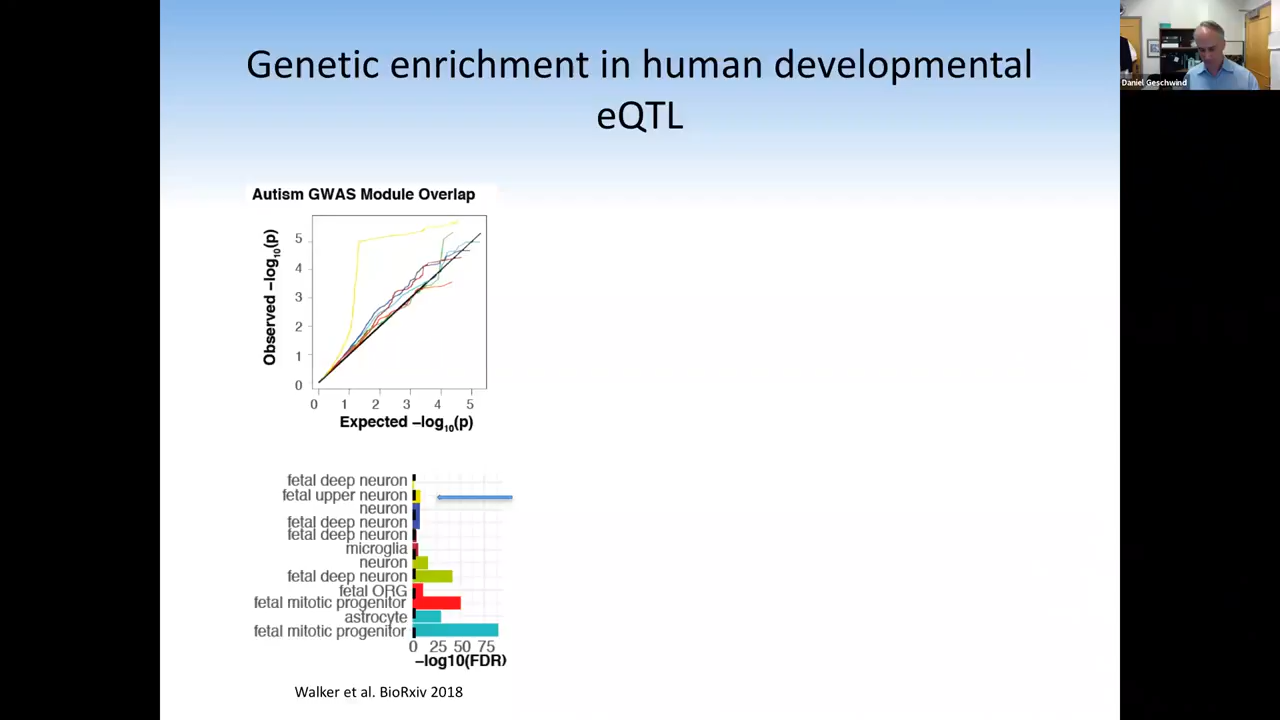 Genetic enrichment in human developmental
eQTL
Daniel Geschwind
Autism GWAS Module Overlap
Observed −log10(p)
5
4
3
2
1
0
0 1 2 3 4 5
Expected −log10(p)
fetal deep neuron
fetal upper neuron
neuron
fetal deep neuron
fetal deep neuron
microglia
neuron
fetal deep neuron
fetal ORG
fetal mitotic progenitor
astrocyte
fetal mitotic progenitor
0 25 50 75
−log10(FDR)
Walker et al. BioRxiv 2018